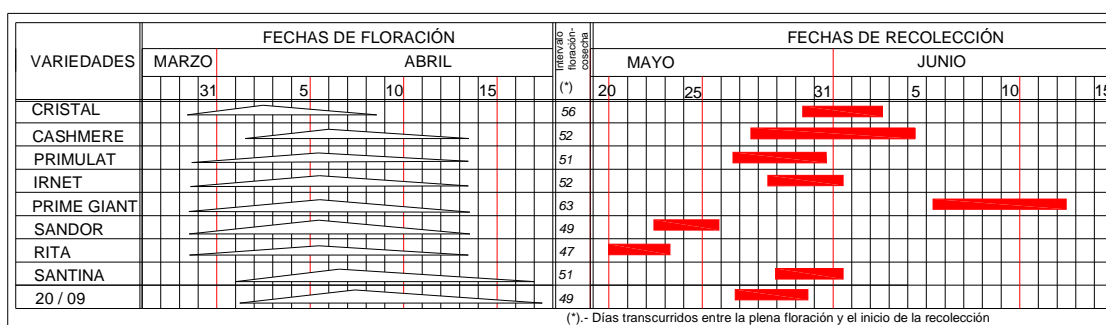 FECHAS DE FLORACIÓN Intervalo floración- cosecha FECHAS DE RECOLECCIÓN
VARIEDADES MARZO ABRIL MAYO JUNIO
31 5 10 15 (*) 20 25 31 5 10 15
CRISTAL 56
CASHMERE 52
PRIMULAT 51
IRNET 52
PRIME GIANT 63
SANDOR 49
RITA 47
SANTINA 51
20 / 09 49
(*).- Días transcurridos entre la plena floración y el inicio de la recolección